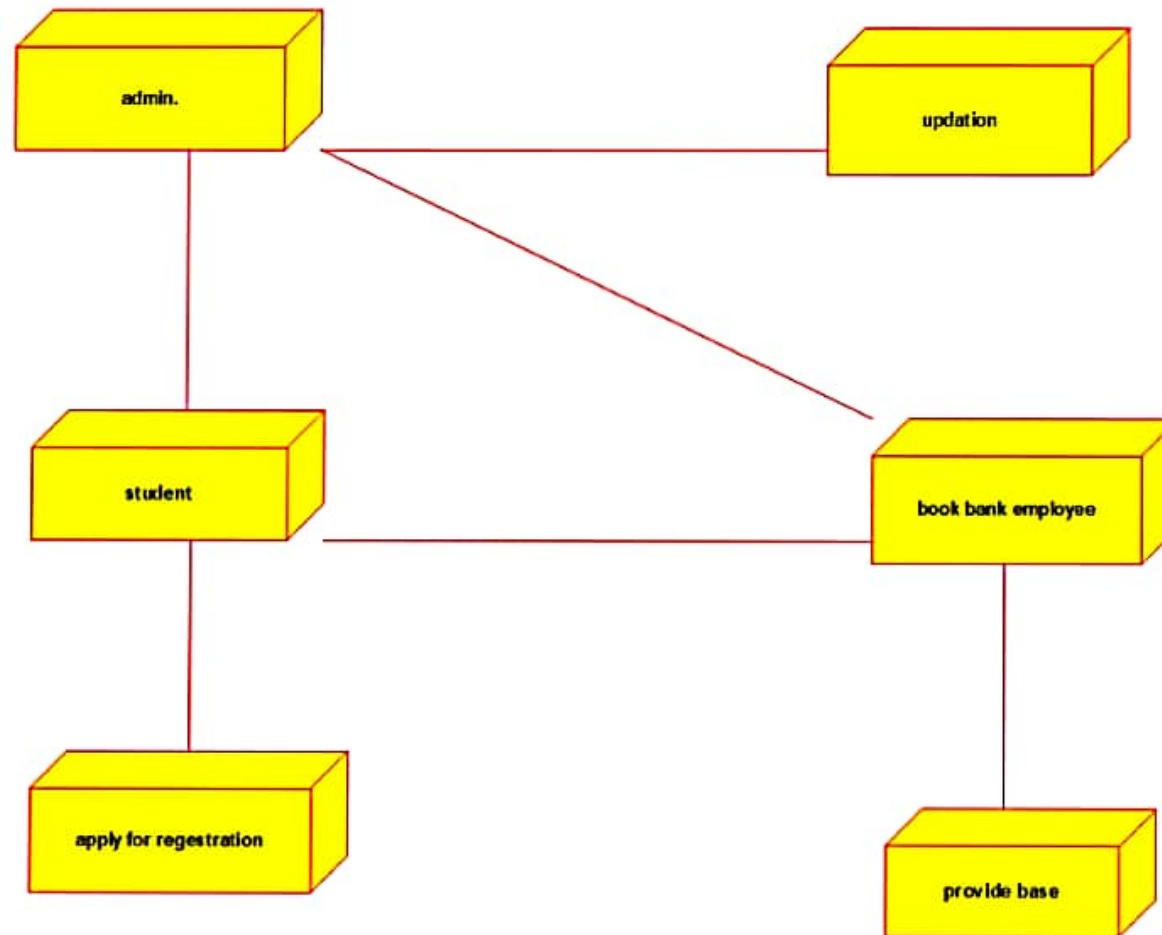 admin.
updation
student
book bank employee
apply for regestration
provide base